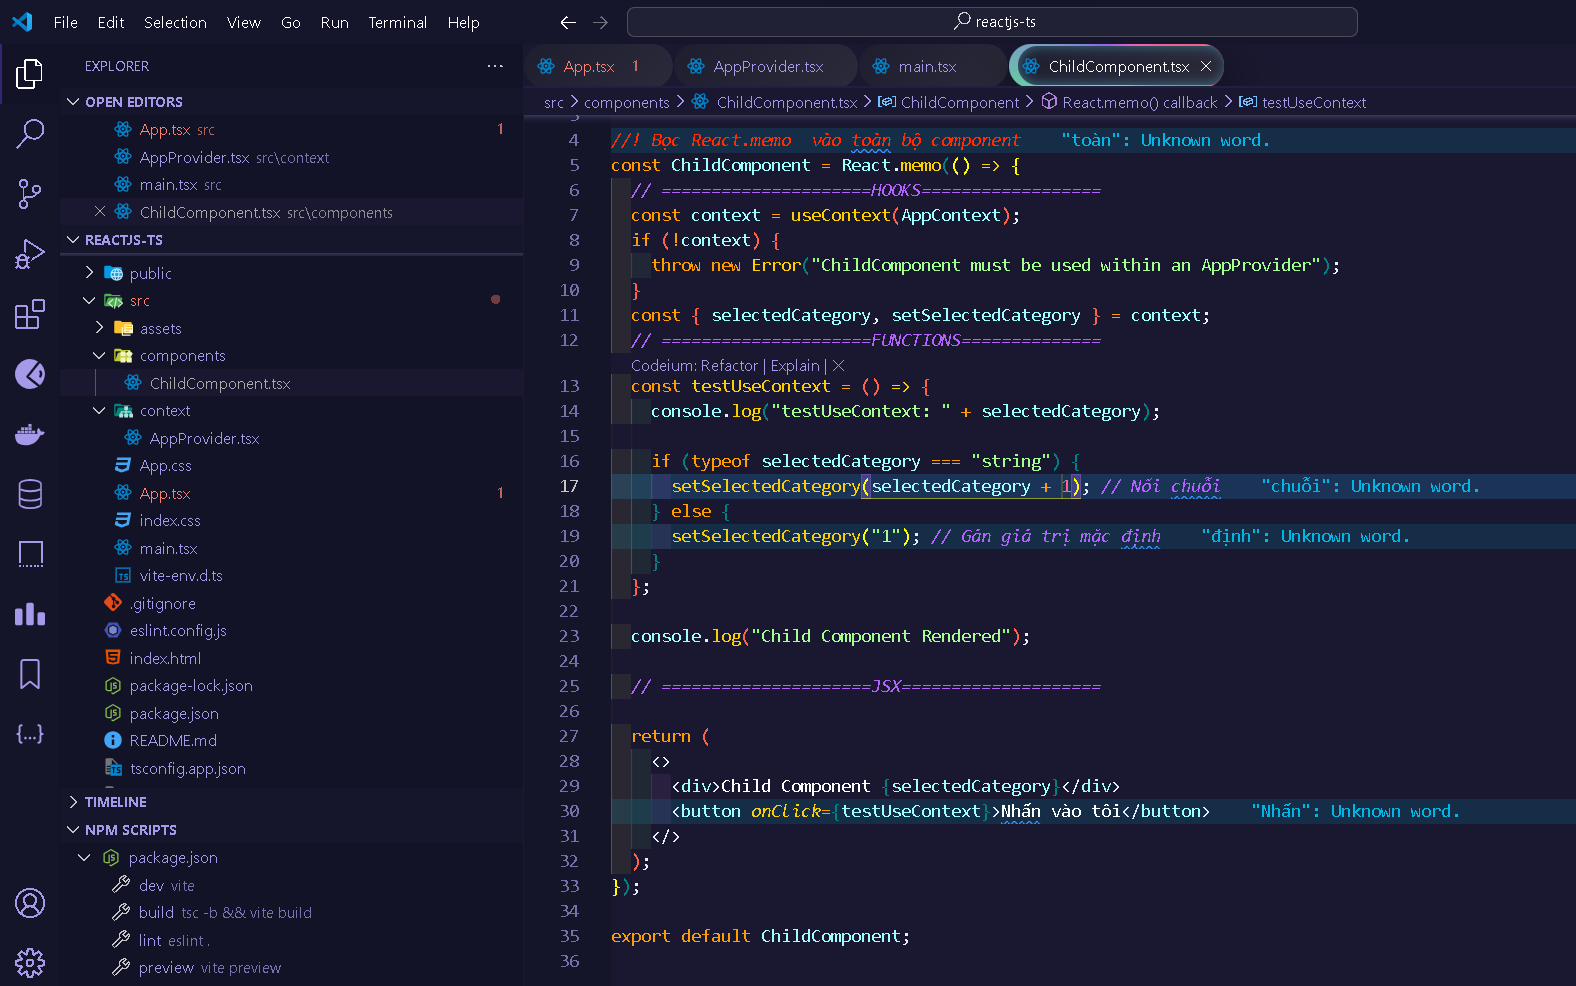 File Edit Selection View Go Run Terminal Help
reactjs-ts
EXPLORER
OPEN EDITORS
App.tsx src 1
AppProvider.tsx src\context
main.tsx src
ChildComponent.tsx src\components
REACTJS-TS
public
src
assets
components
ChildComponent.tsx
context
AppProvider.tsx
App.css
App.tsx 1
index.css
main.tsx
vite-env.d.ts
.gitignore
eslint.config.js
index.html
package-lock.json
package.json
README.md
tsconfig.app.json
TIMELINE
NPM SCRIPTS
package.json
dev vite
build tsc -b && vite build
lint eslint .
preview vite preview
App.tsx 1 AppProvider.tsx main.tsx ChildComponent.tsx
src > components > ChildComponent.tsx > ChildComponent > React.memo() callback > testUseContext
3
4 //! Bọc React.memo vào toàn bộ component "toàn": Unknown word.
5 const ChildComponent = React.memo(() => {
6 // =====================HOOKS==================
7 const context = useContext(AppContext);
8 if (!context) {
9 throw new Error("ChildComponent must be used within an AppProvider");
10 }
11 const { selectedCategory, setSelectedCategory } = context;
12 // =====================FUNCTIONS==============
Codeium: Refactor | Explain | X
13 const testUseContext = () => {
14 console.log("testUseContext: " + selectedCategory);
15
16 if (typeof selectedCategory === "string") {
17 setSelectedCategory(selectedCategory + 1); // Nối chuỗi "chuỗi": Unknown word.
18 } else {
19 setSelectedCategory("1"); // Gán giá trị mặc định "định": Unknown word.
20 }
21 };
22
23 console.log("Child Component Rendered");
24
25 // =====================JSX====================
26
27 return (
28 <>
29 <div>Child Component {selectedCategory}</div>
30 <button onClick={testUseContext}>Nhấn vào tôi</button> "Nhấn": Unknown word.
31 </>
32 );
33 });
34
35 export default ChildComponent;
36